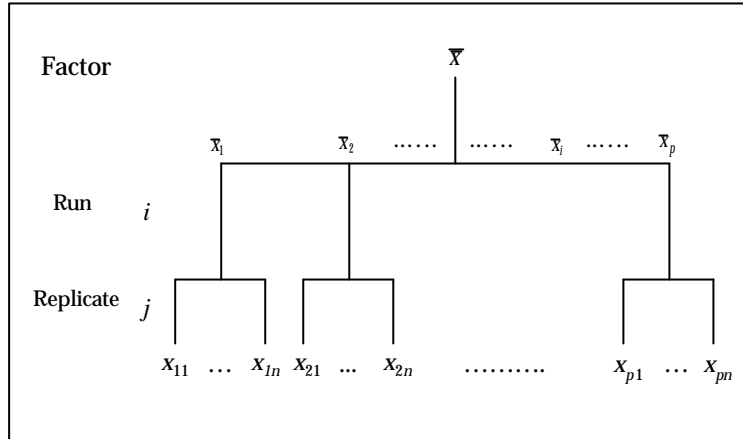 Factor X̿
x̅₁ x̅₂ …… …… x̅ᵢ …… x̅ₚ
Run i
Replicate j
x₁₁ … x₁ₙ x₂₁ ... x₂ₙ ………. xₚ₁ … xₚₙ